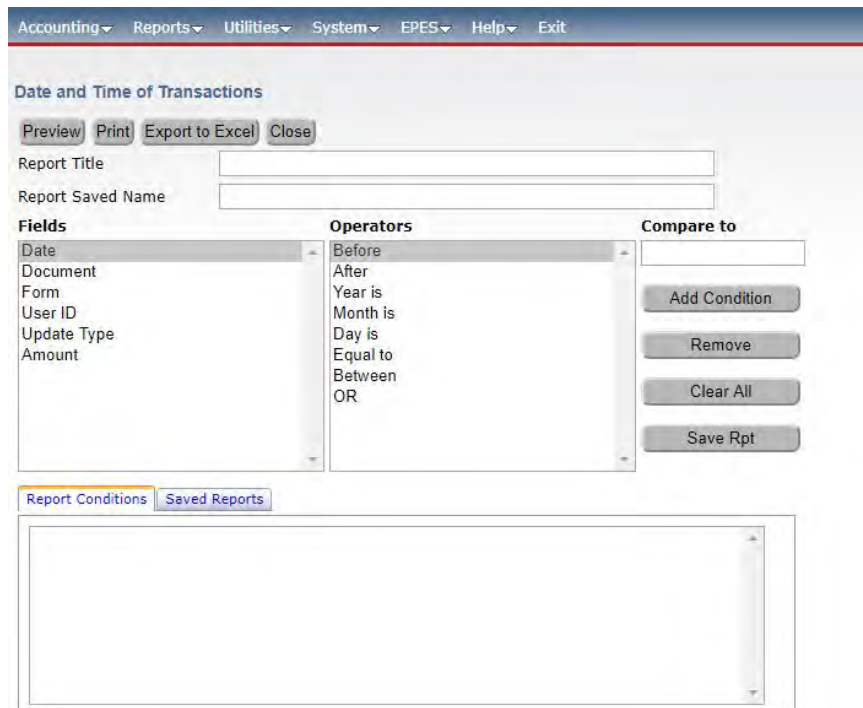 Accounting Reports Utilities System EPES Help Exit
Date and Time of Transactions
Preview Print Export to Excel Close
Report Title
Report Saved Name
Fields Operators Compare to
Date Before
Document After
Form Year is
User ID Month is
Update Type Day is
Amount Equal to
Between
OR
Add Condition
Remove
Clear All
Save Rpt
Report Conditions Saved Reports